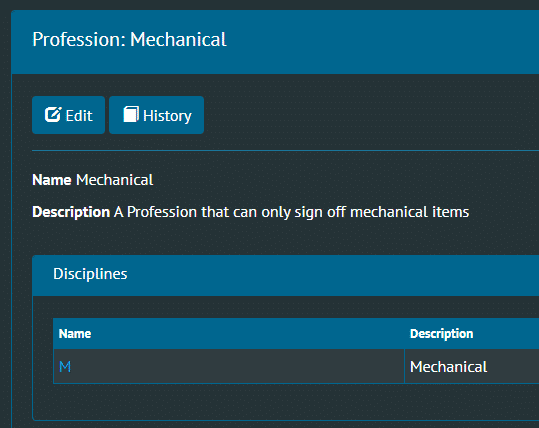 Profession: Mechanical
Edit History
Name Mechanical
Description A Profession that can only sign off mechanical items
Disciplines
Name Description
M Mechanical